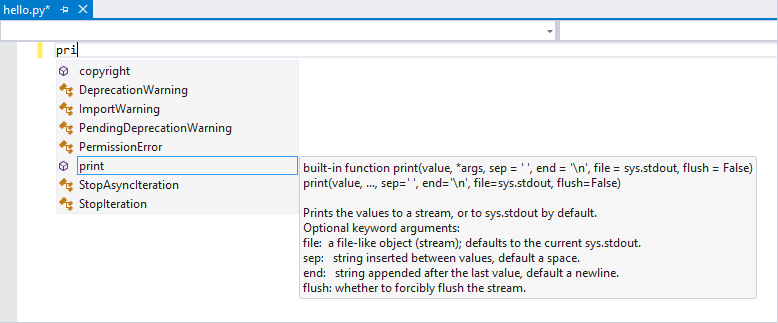 hello.py*
pri
copyright
DeprecationWarning
ImportWarning
PendingDeprecationWarning
PermissionError
print
StopAsyncIteration
StopIteration
built-in function print(value, *args, sep = ' ', end = '\n', file = sys.stdout, flush = False)
print(value, ..., sep=' ', end='\n', file=sys.stdout, flush=False)
Prints the values to a stream, or to sys.stdout by default.
Optional keyword arguments:
file:  a file-like object (stream); defaults to the current sys.stdout.
sep:   string inserted between values, default a space.
end:   string appended after the last value, default a newline.
flush: whether to forcibly flush the stream.